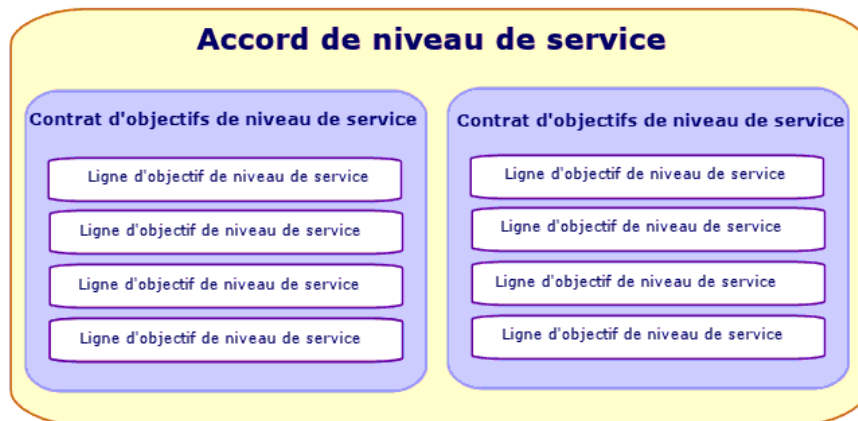 Accord de niveau de service
Contrat d'objectifs de niveau de service
Ligne d'objectif de niveau de service
Ligne d'objectif de niveau de service
Ligne d'objectif de niveau de service
Ligne d'objectif de niveau de service
Contrat d'objectifs de niveau de service
Ligne d'objectif de niveau de service
Ligne d'objectif de niveau de service
Ligne d'objectif de niveau de service
Ligne d'objectif de niveau de service